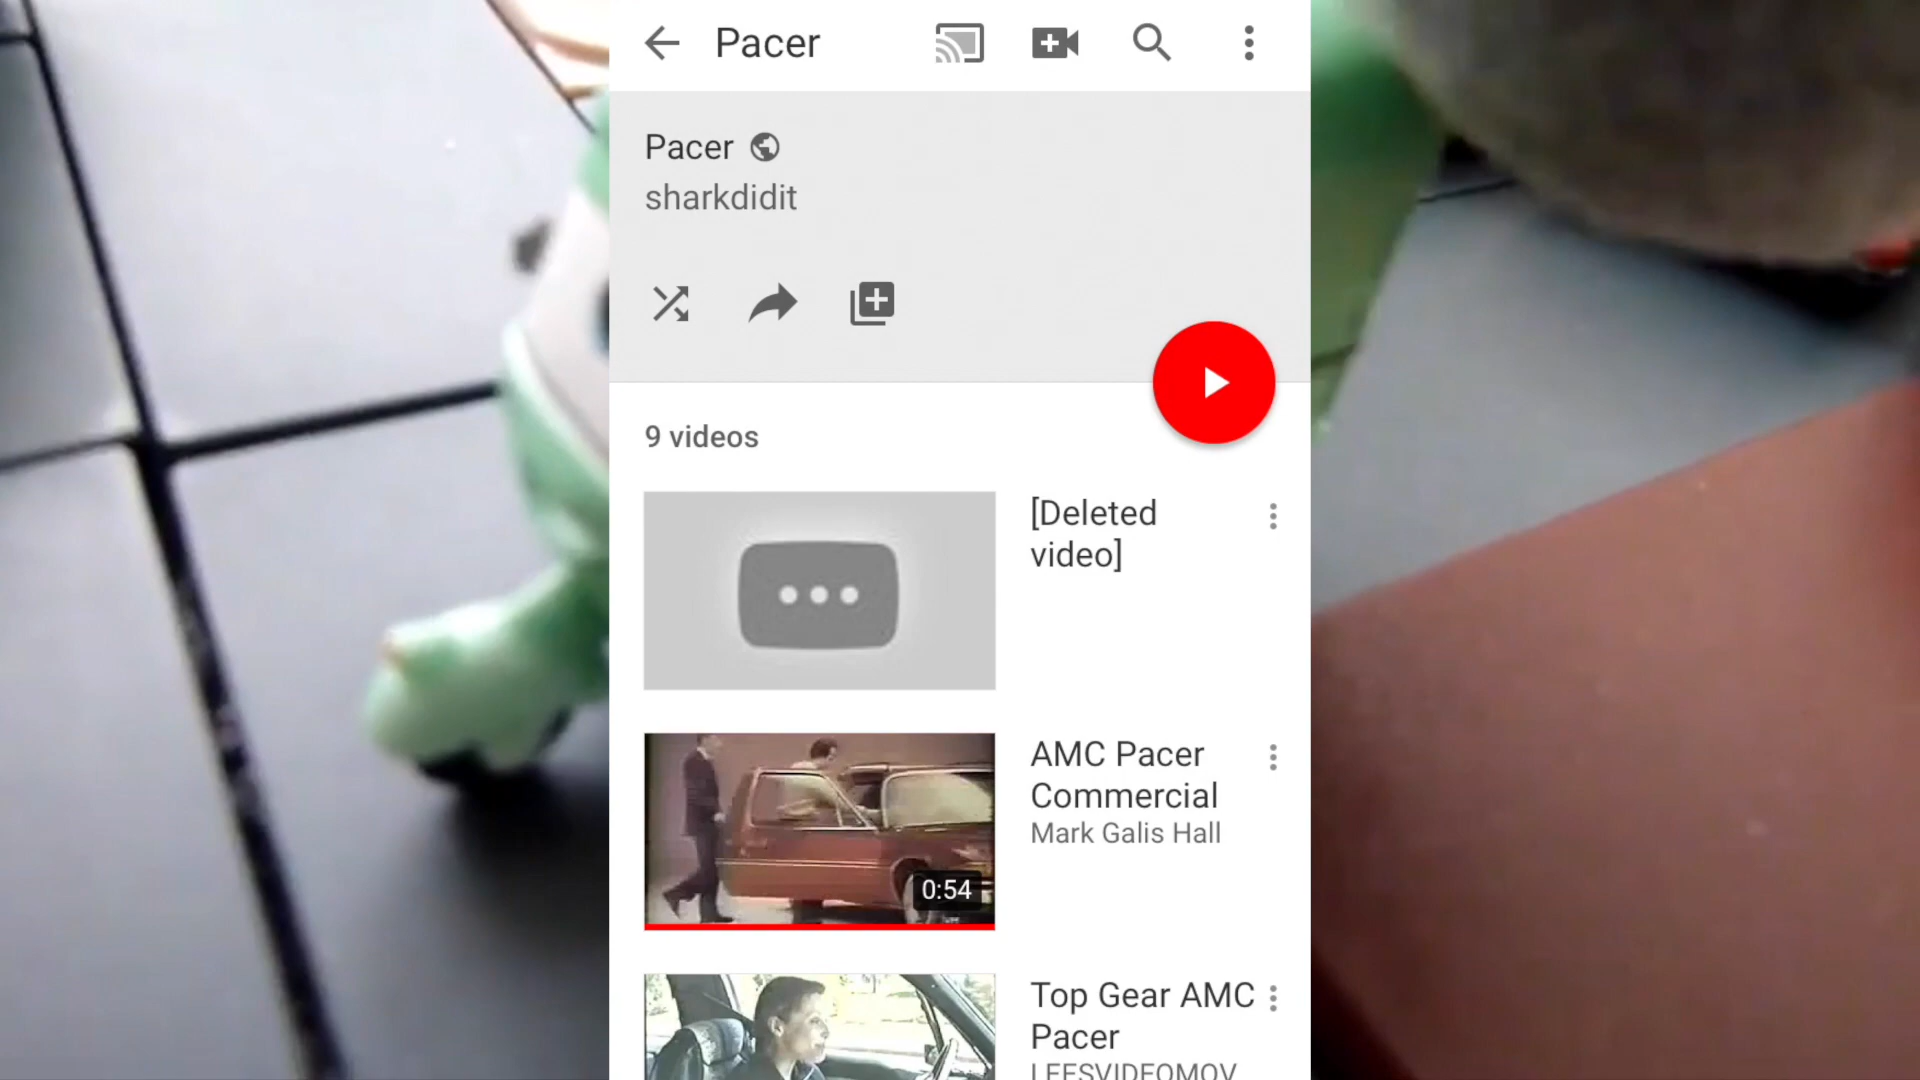 Pacer
Pacer
sharkdidit
9 videos
[Deleted
video]
AMC Pacer
Commercial
Mark Galis Hall
0:54
Top Gear AMC
Pacer
LEESVIDEOMOV